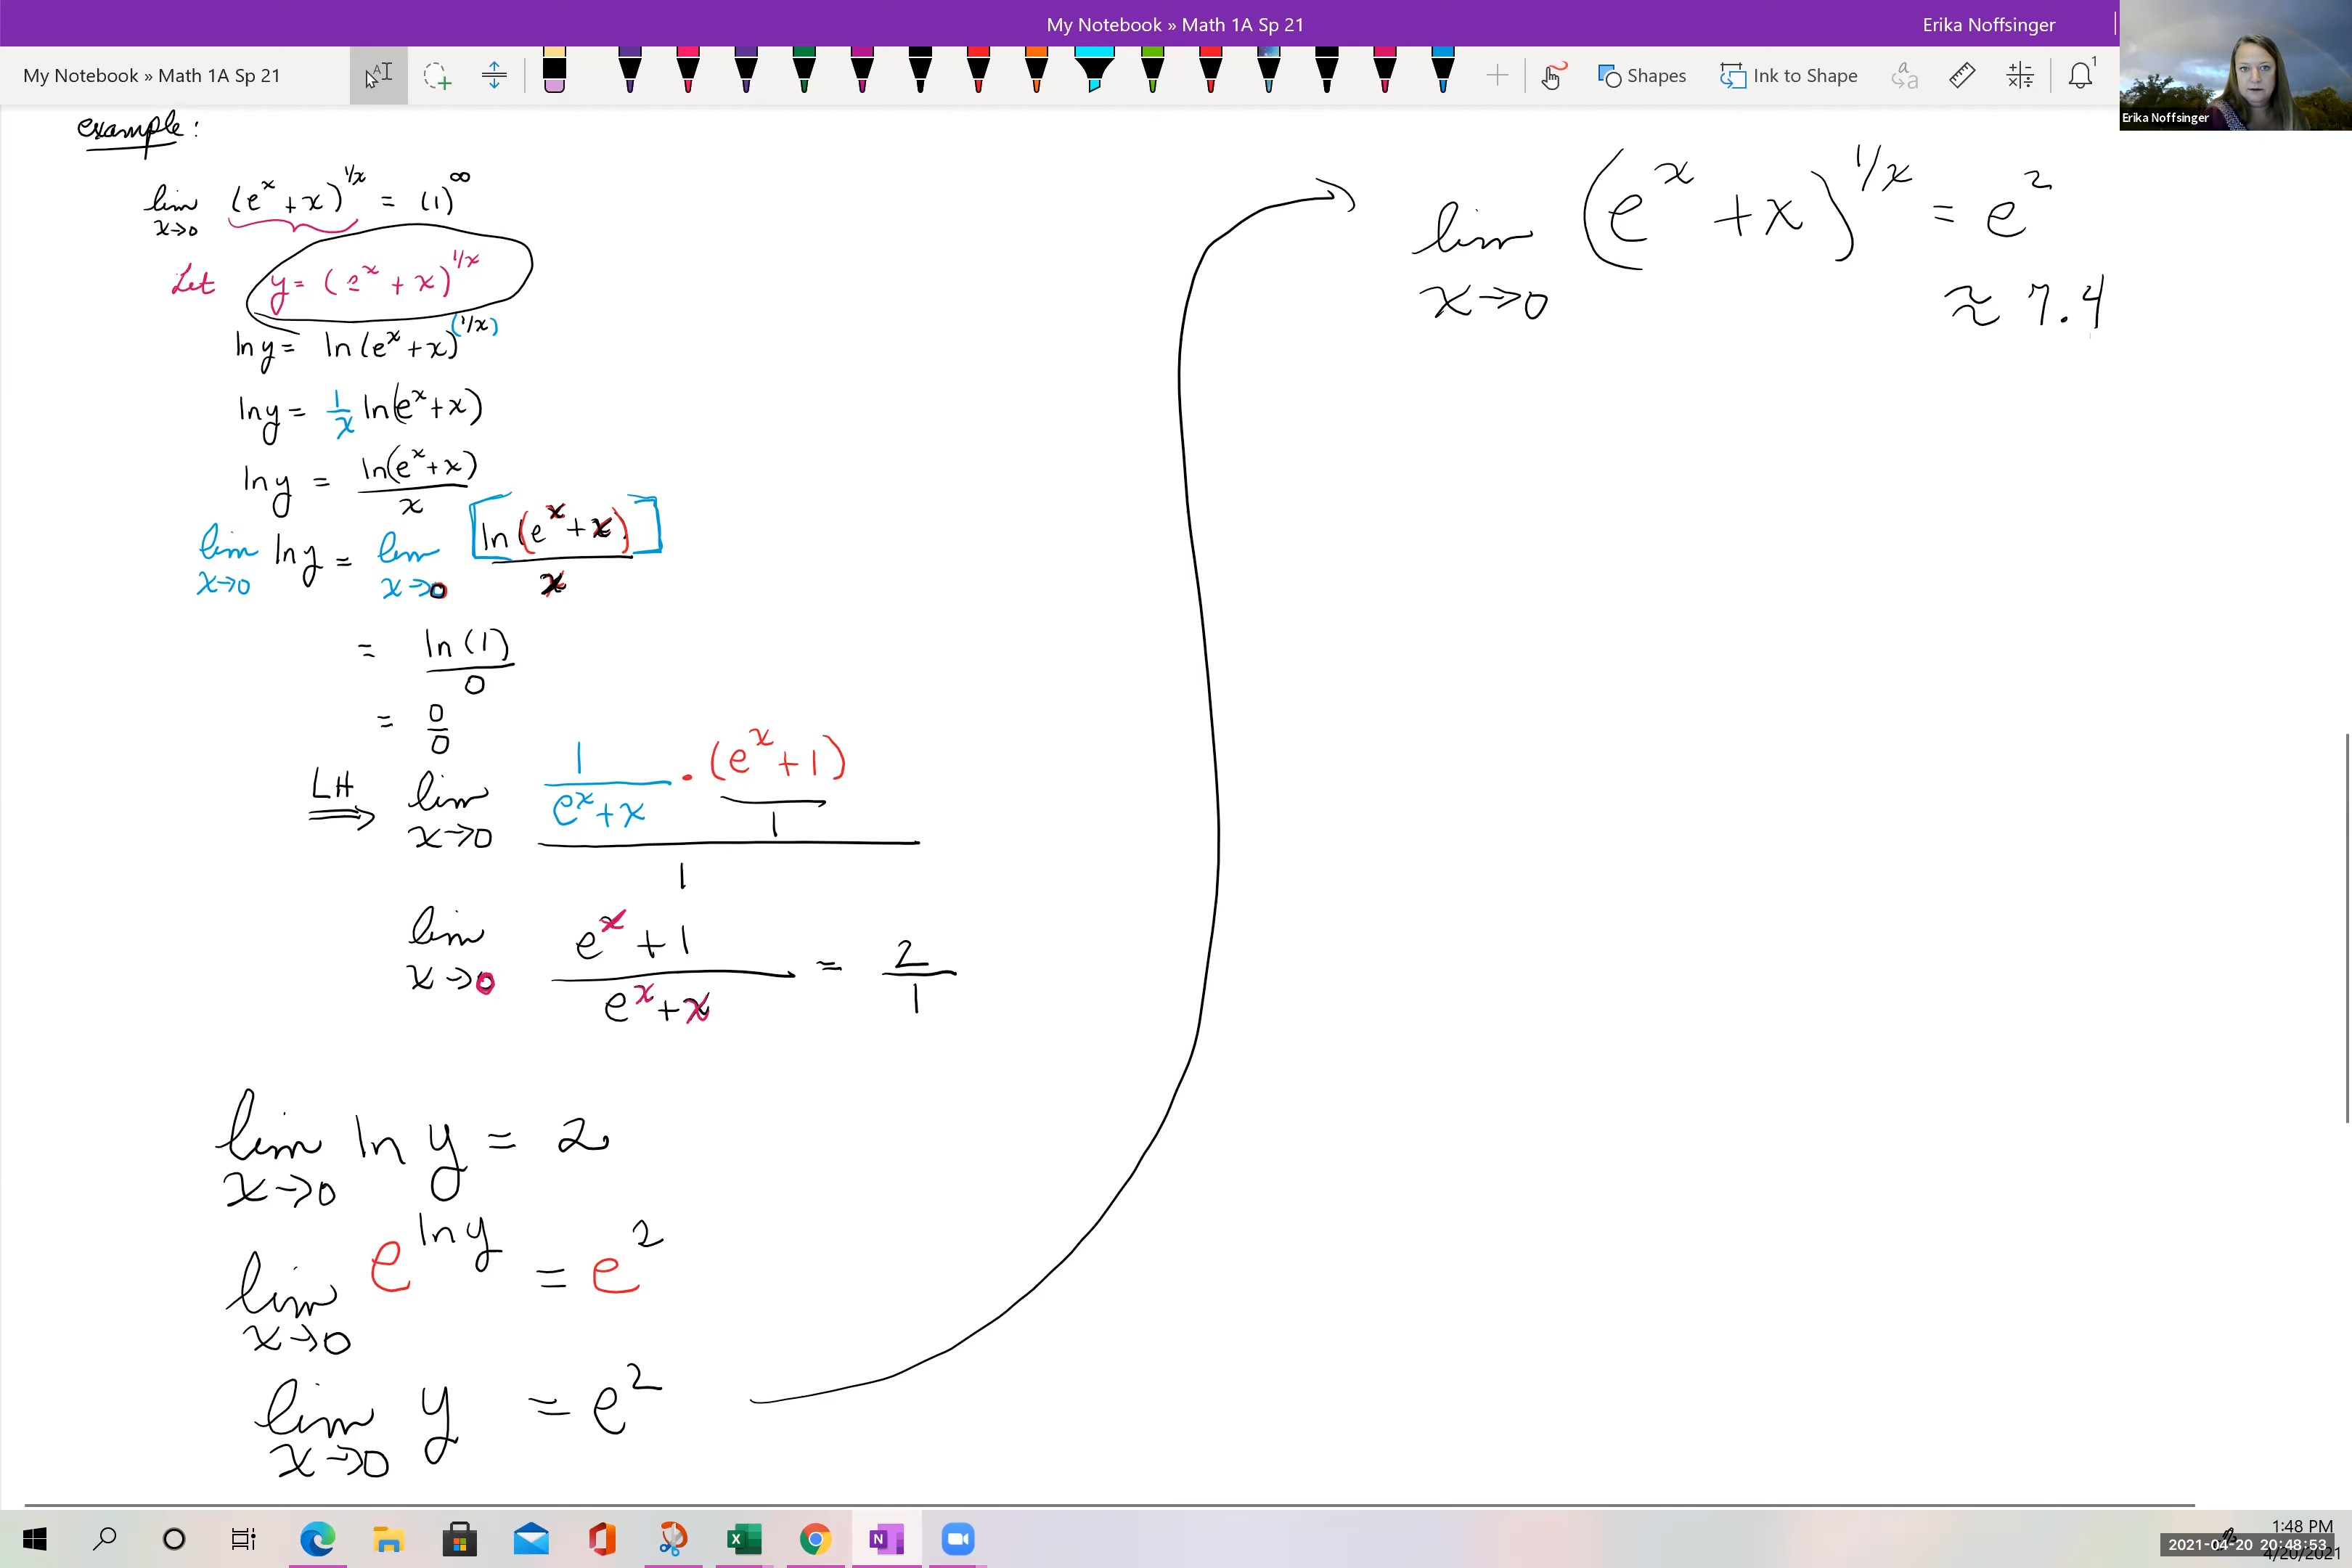 My Notebook » Math 1A Sp 21
Erika Noffsinger
My Notebook » Math 1A Sp 21
Shapes
Ink to Shape
1
Erika Noffsinger
example:
lim x→0 (e^x + x)^(1/x) = (1)^∞
Let y = (e^x + x)^(1/x)
ln y = ln(e^x + x)^(1/x)
ln y = 1/x ln(e^x + x)
ln y = ln(e^x + x) / x
lim x→0 ln y = lim x→0 [ln(e^x + x)] / x
= ln(1) / 0
= 0/0
LH ⇒ lim x→0 (1/(e^x + x) · (e^x + 1)/1) / 1
lim x→0 (e^x + 1)/(e^x + x) = 2/1
lim x→0 ln y = 2
lim x→0 e^(ln y) = e^2
lim x→0 y = e^2
lim x→0 (e^x + x)^(1/x) = e^2
≈ 7.4
1:48 PM
4/20/2021
2021-04-20 20:48:53